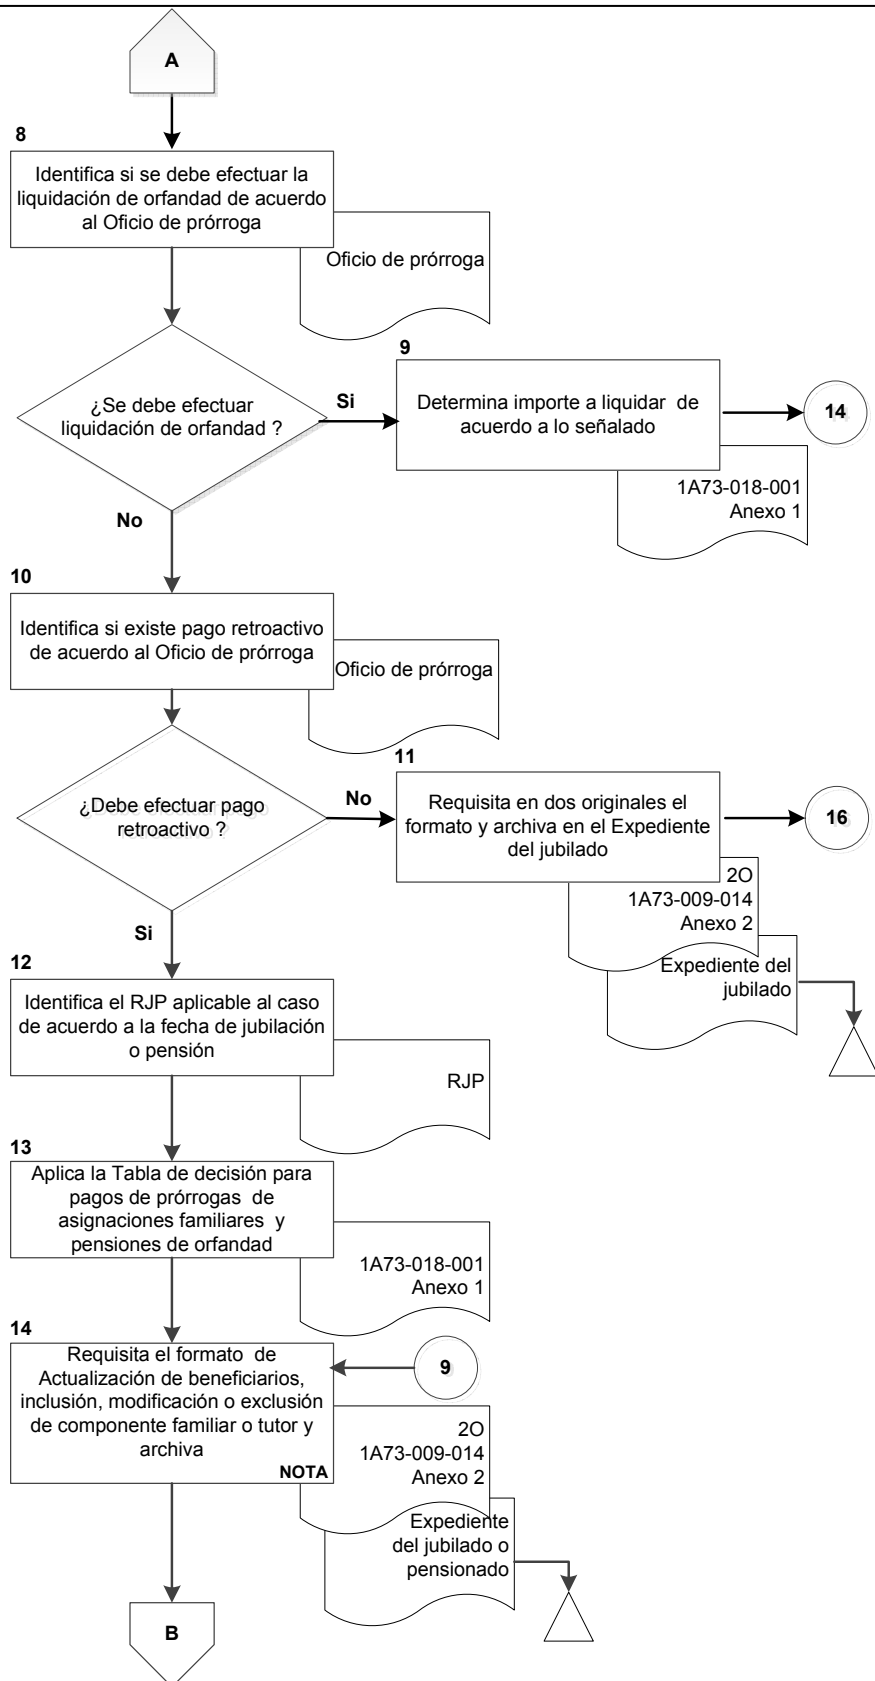 A
8
Identifica si se debe efectuar la
liquidación de orfandad de acuerdo
al Oficio de prórroga
Oficio de prórroga
¿Se debe efectuar
liquidación de orfandad ?
Si
9
Determina importe a liquidar de
acuerdo a lo señalado
14
1A73-018-001
Anexo 1
No
10
Identifica si existe pago retroactivo
de acuerdo al Oficio de prórroga
Oficio de prórroga
¿Debe efectuar pago
retroactivo ?
No
11
Requisita en dos originales el
formato y archiva en el Expediente
del jubilado
16
2O
1A73-009-014
Anexo 2
Expediente del
jubilado
Si
12
Identifica el RJP aplicable al caso
de acuerdo a la fecha de jubilación
o pensión
RJP
13
Aplica la Tabla de decisión para
pagos de prórrogas de
asignaciones familiares y
pensiones de orfandad
1A73-018-001
Anexo 1
14
Requisita el formato de
Actualización de beneficiarios,
inclusión, modificación o exclusión
de componente familiar o tutor y
archiva
NOTA
9
2O
1A73-009-014
Anexo 2
Expediente
del jubilado o
pensionado
B